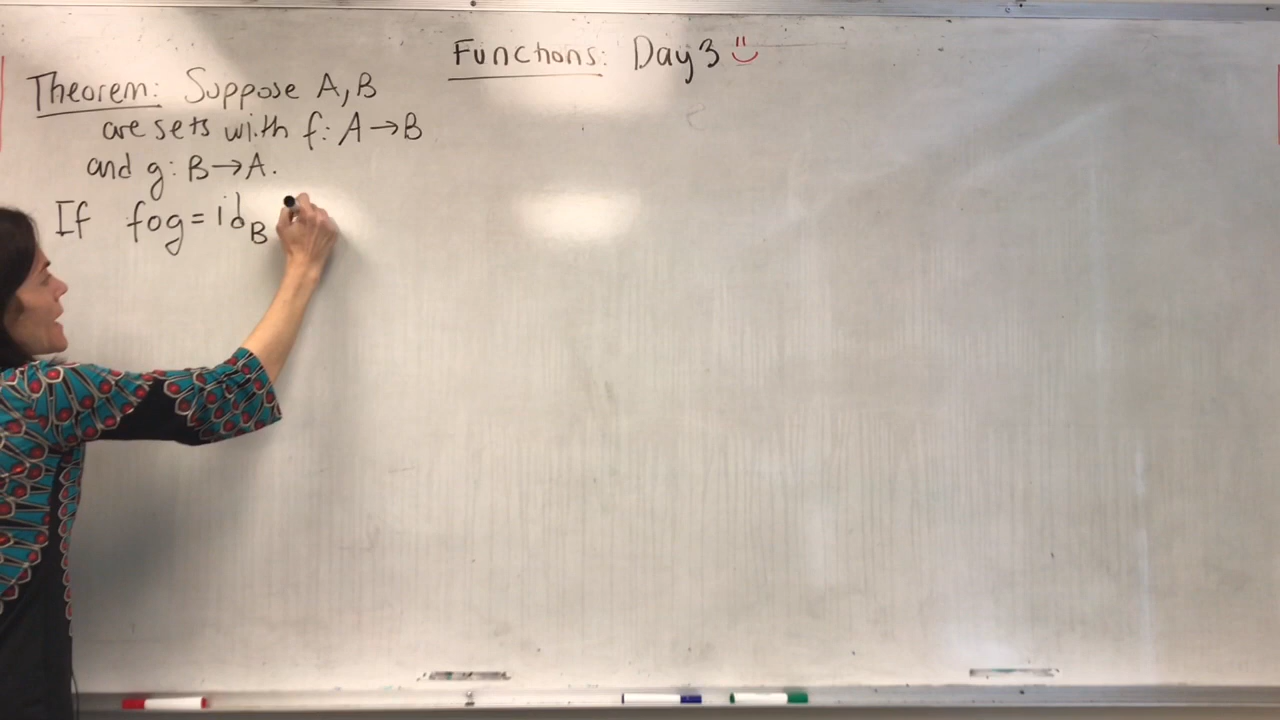 Functions: Day 3
Theorem: Suppose A, B
are sets with f: A→B
and g: B→A.
If f∘g = id_B